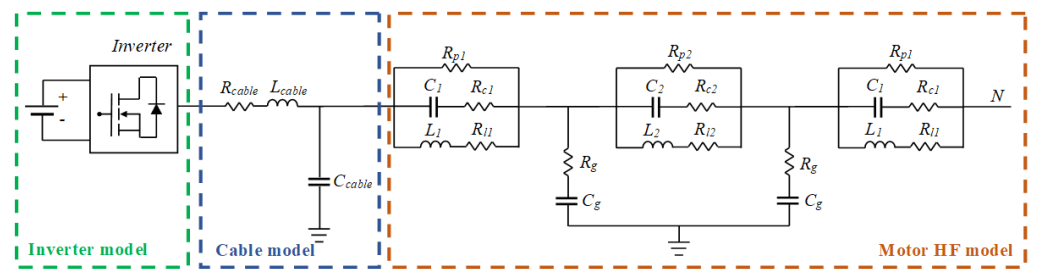 Inverter
+
-
Rcable
Lcable
Ccable
Rp1
C1
Rc1
L1
Rl1
Rg
Cg
Rp2
C2
Rc2
L2
Rl2
Rg
Cg
Rp1
C1
Rc1
L1
Rl1
N
Inverter model
Cable model
Motor HF model